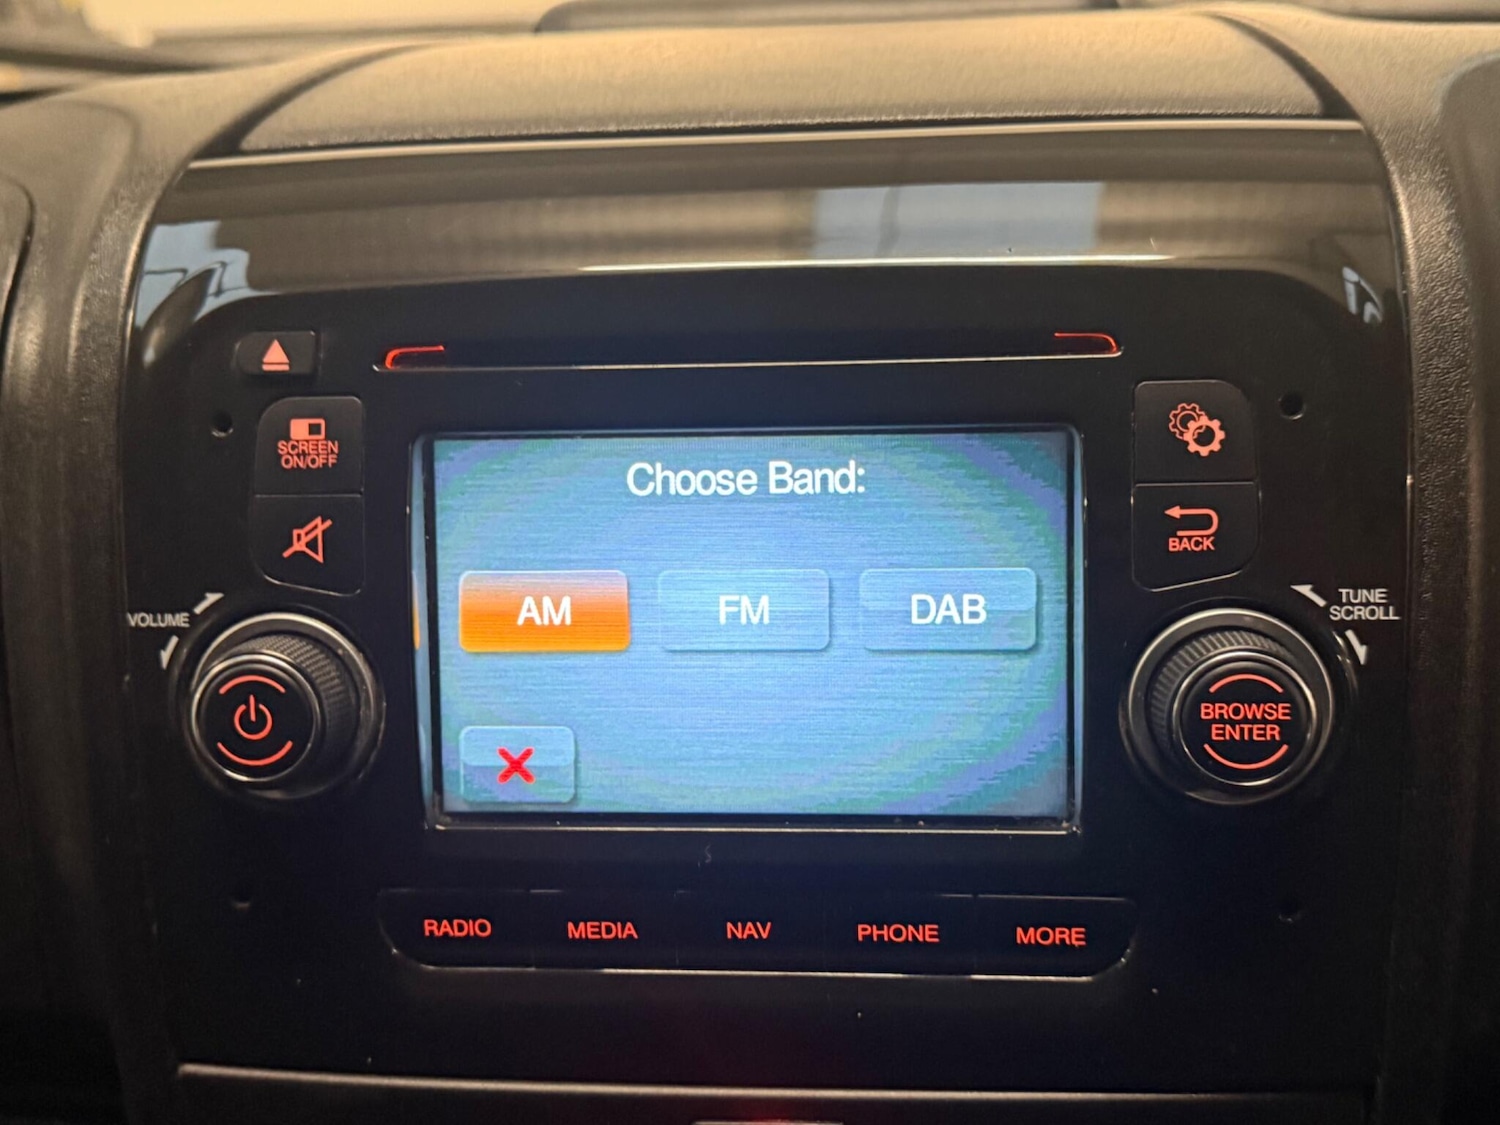 SCREEN
ON/OFF
VOLUME
Choose Band:
AM FM DAB
BACK
TUNE
SCROLL
BROWSE
ENTER
RADIO MEDIA NAV PHONE MORE